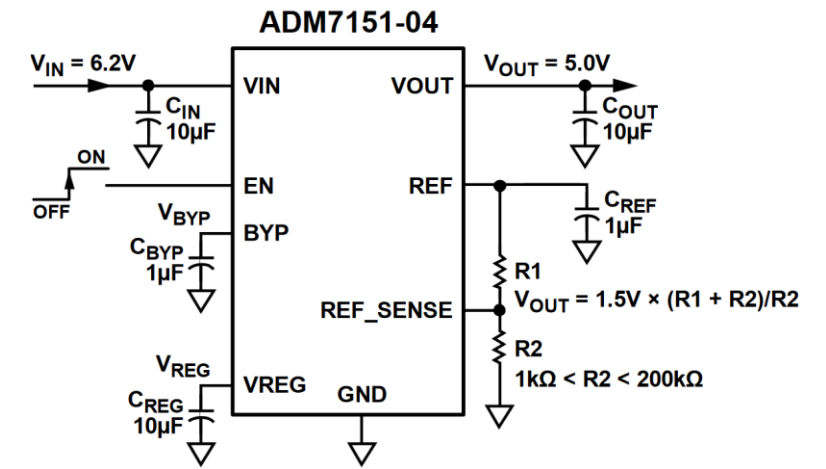 ADM7151-04
VIN = 6.2V
VIN
VOUT
VOUT = 5.0V
CIN
10µF
COUT
10µF
ON
OFF
EN
REF
CREF
1µF
VBYP
BYP
CBYP
1µF
R1
REF_SENSE
VOUT = 1.5V × (R1 + R2)/R2
R2
1kΩ < R2 < 200kΩ
VREG
VREG
GND
CREG
10µF